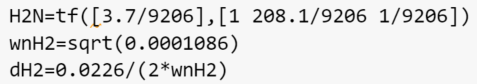 H2N=tf([3.7/9206],[1 208.1/9206 1/9206])
wnH2=sqrt(0.0001086)
dH2=0.0226/(2*wnH2)